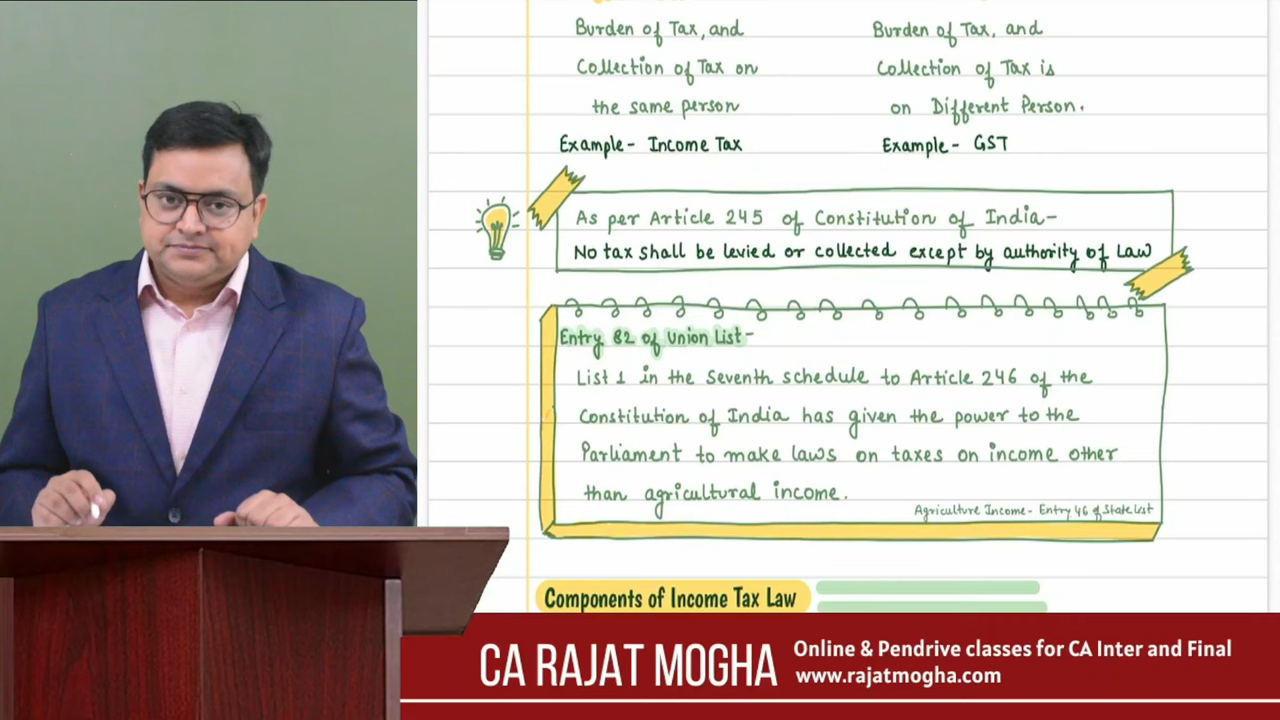 Burden of Tax, and
Collection of Tax on
the same person
Example- Income Tax
Burden of Tax, and
Collection of Tax is
on Different Person.
Example- GST
As per Article 245 of Constitution of India-
No tax shall be levied or collected except by authority of Law
Entry 82 of Union List-
List 1 in the Seventh schedule to Article 246 of the
Constitution of India has given the power to the
Parliament to make laws on taxes on income other
than agricultural income.
Agriculture Income- Entry 46 of State List
Components of Income Tax Law
CA RAJAT MOGHA
Online & Pendrive classes for CA Inter and Final
www.rajatmogha.com